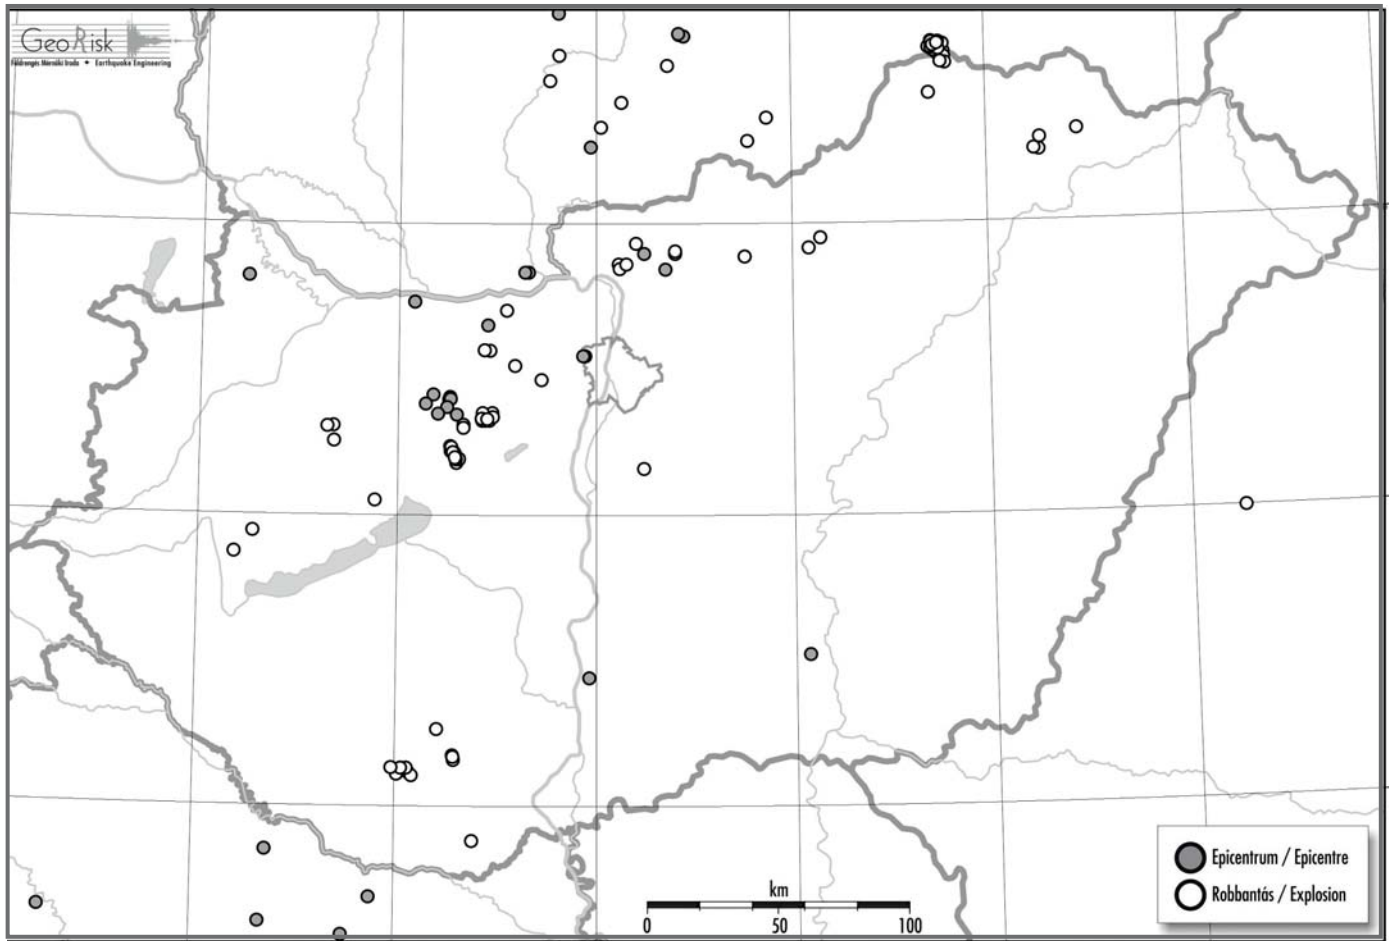 GeoRisk
Földrengés Mérnöki Iroda ✦ Earthquake Engineering
Epicentrum / Epicentre
Robbantás / Explosion
km
0 50 100